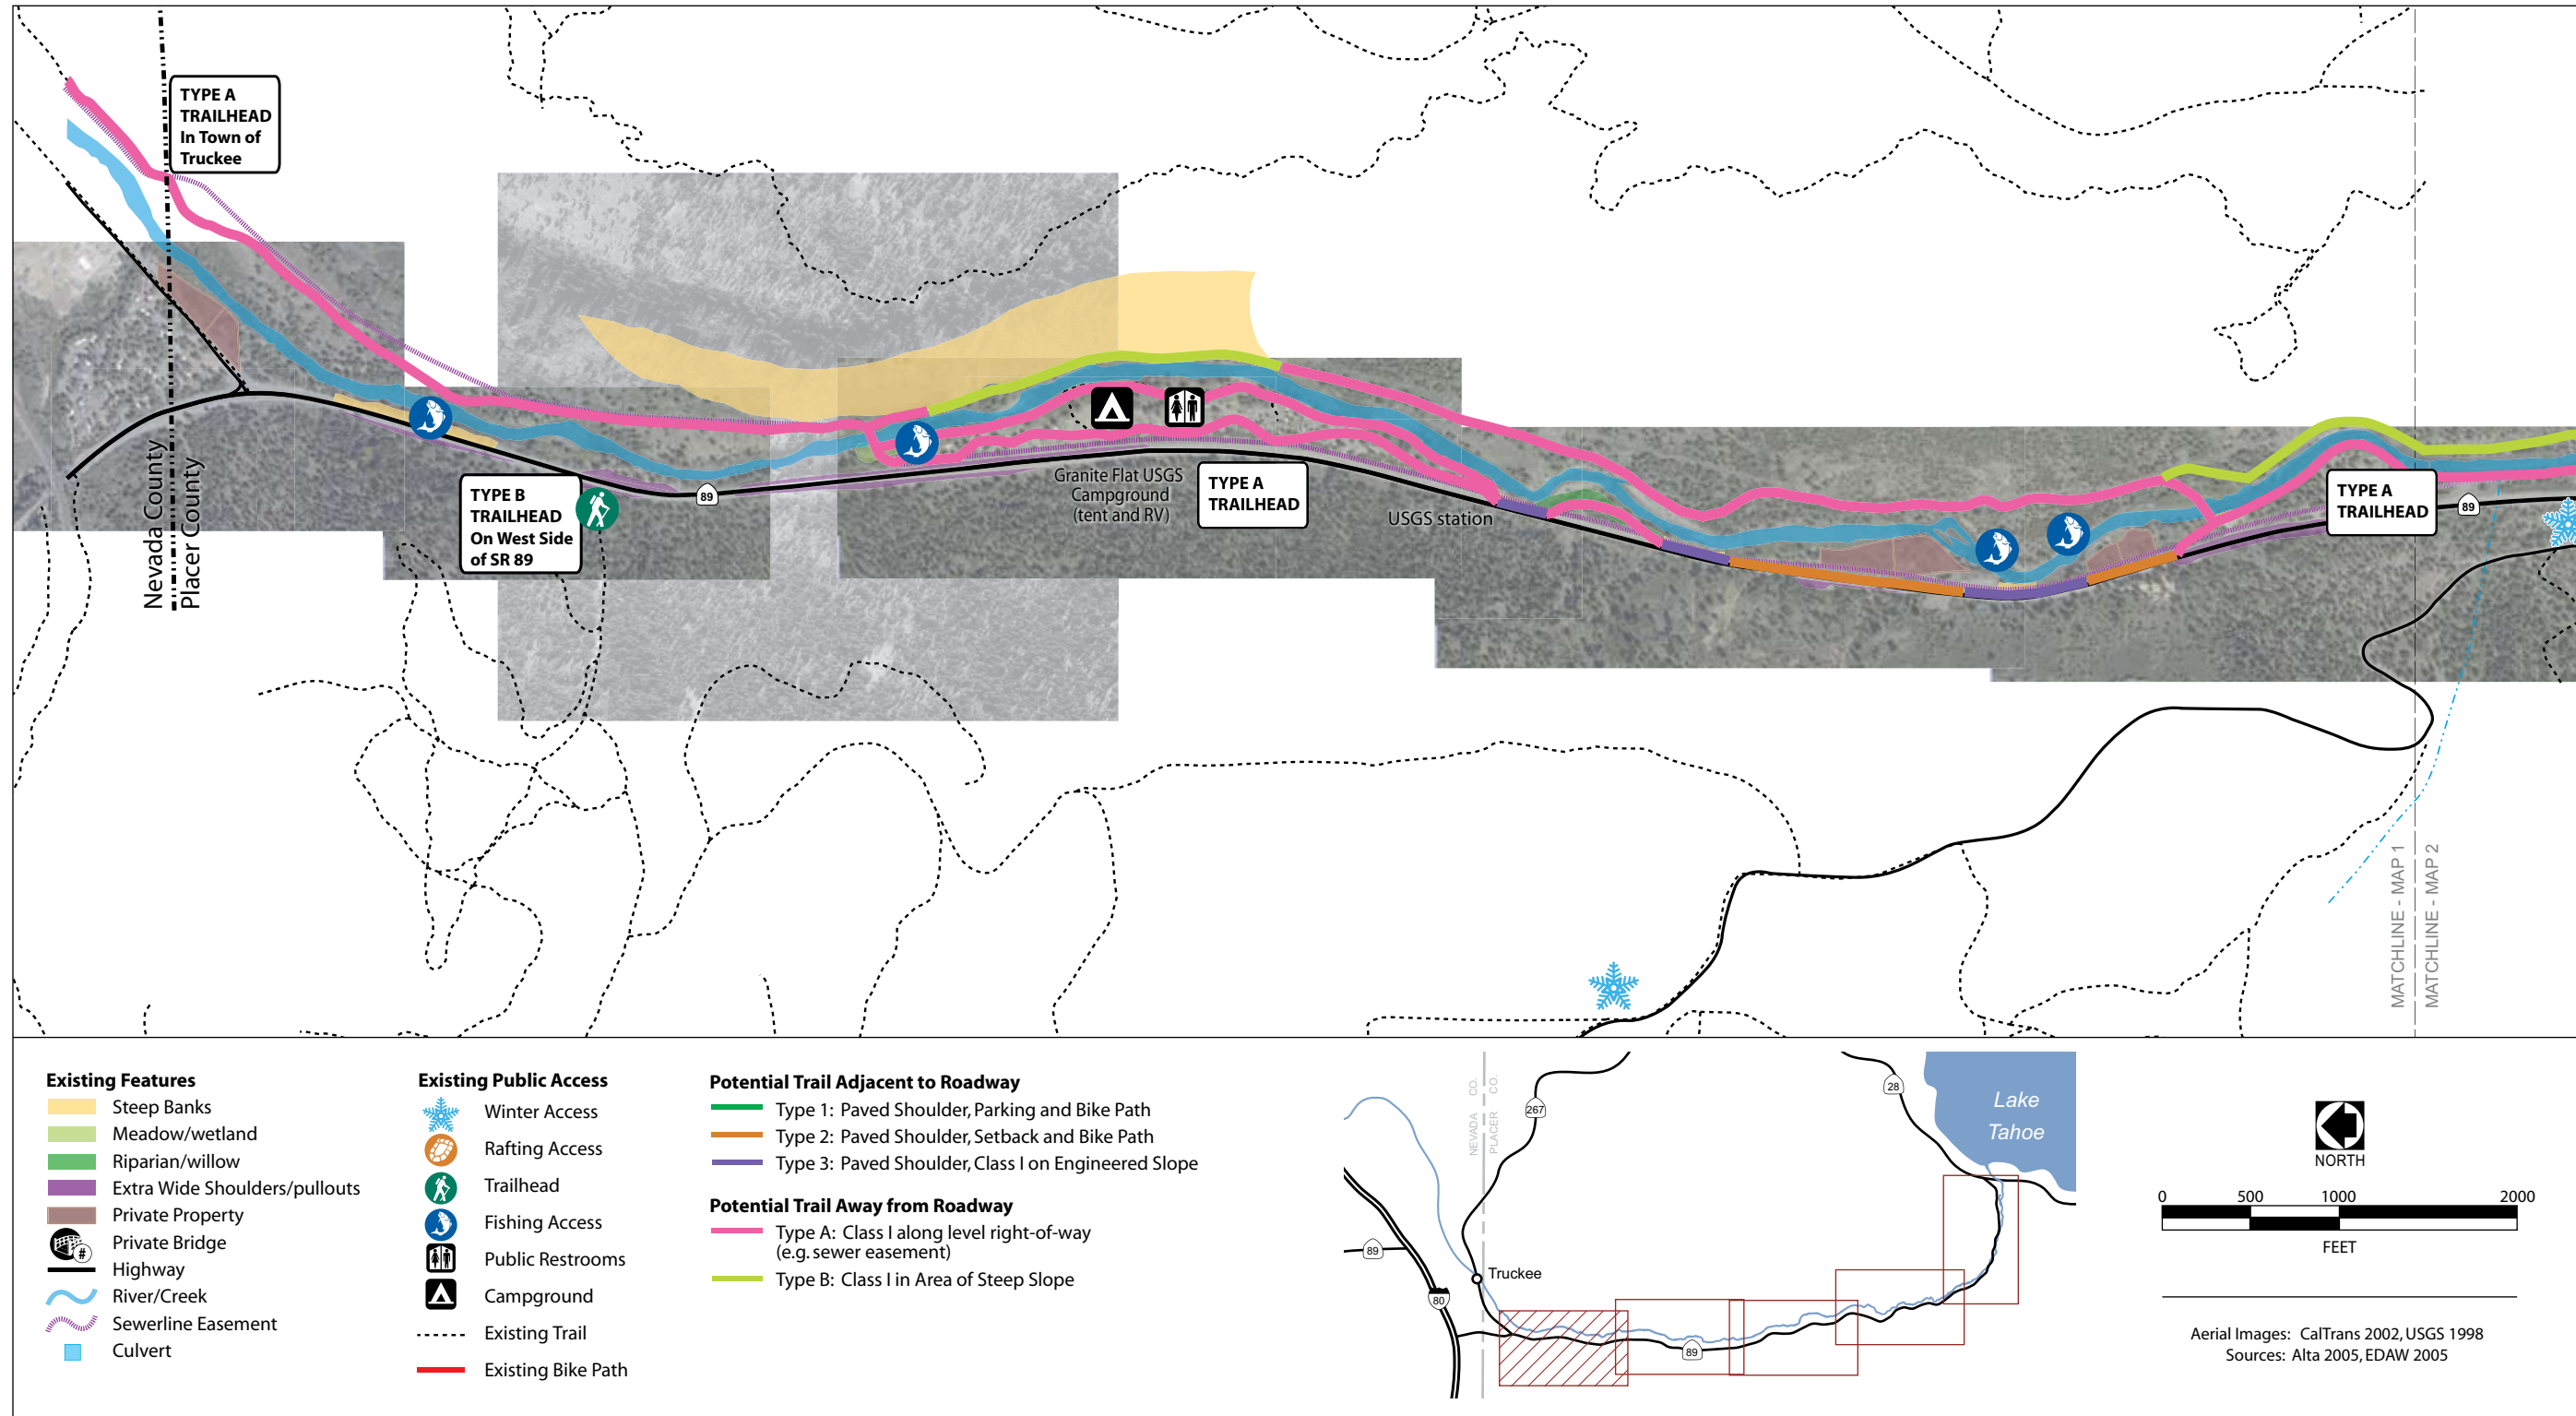 TYPE A
TRAILHEAD
In Town of
Truckee
Nevada County
Placer County
TYPE B
TRAILHEAD
On West Side
of SR 89
89
Granite Flat USGS
Campground
(tent and RV)
TYPE A
TRAILHEAD
USGS station
TYPE A
TRAILHEAD
89
MATCHLINE - MAP 1
MATCHLINE - MAP 2
Existing Features
Steep Banks
Meadow/wetland
Riparian/willow
Extra Wide Shoulders/pullouts
Private Property
#
Private Bridge
Highway
River/Creek
Sewerline Easement
Culvert
Existing Public Access
Winter Access
Rafting Access
Trailhead
Fishing Access
Public Restrooms
Campground
Existing Trail
Existing Bike Path
Potential Trail Adjacent to Roadway
Type 1: Paved Shoulder, Parking and Bike Path
Type 2: Paved Shoulder, Setback and Bike Path
Type 3: Paved Shoulder, Class I on Engineered Slope
Potential Trail Away from Roadway
Type A: Class I along level right-of-way
(e.g. sewer easement)
Type B: Class I in Area of Steep Slope
NEVADA CO.
PLACER CO.
267
28
Lake
Tahoe
89
80
Truckee
89
NORTH
0 500 1000 2000
FEET
Aerial Images: CalTrans 2002, USGS 1998
Sources: Alta 2005, EDAW 2005